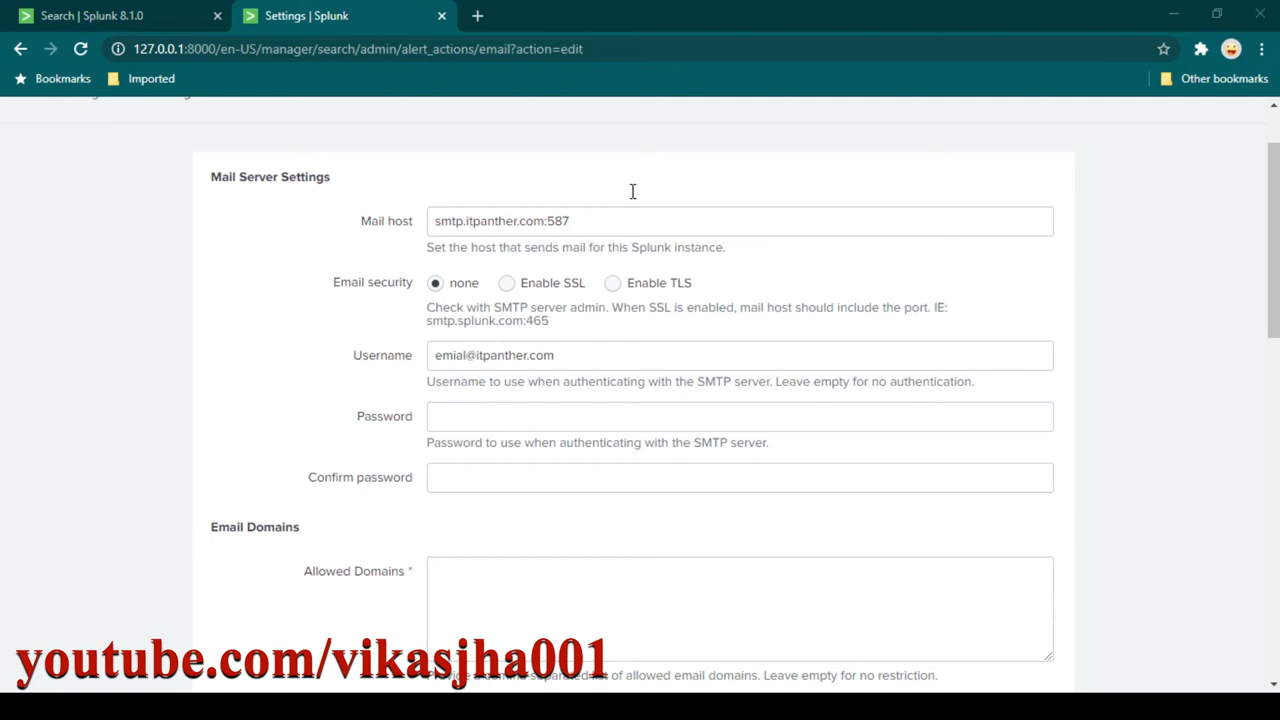 Search | Splunk 8.1.0
Settings | Splunk
127.0.0.1:8000/en-US/manager/search/admin/alert_actions/email?action=edit
Bookmarks
Imported
Other bookmarks
Mail Server Settings
Mail host
smtp.itpanther.com:587
Set the host that sends mail for this Splunk instance.
Email security
none
Enable SSL
Enable TLS
Check with SMTP server admin. When SSL is enabled, mail host should include the port. IE:
smtp.splunk.com:465
Username
emial@itpanther.com
Username to use when authenticating with the SMTP server. Leave empty for no authentication.
Password
Password to use when authenticating with the SMTP server.
Confirm password
Email Domains
Allowed Domains *
of allowed email domains. Leave empty for no restriction.
youtube.com/vikasjha001